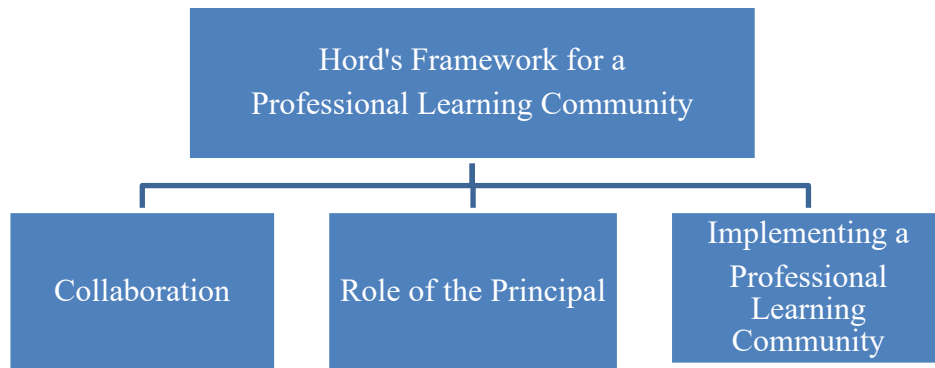 Hord's Framework for a
Professional Learning Community
Collaboration
Role of the Principal
Implementing a
Professional
Learning
Community